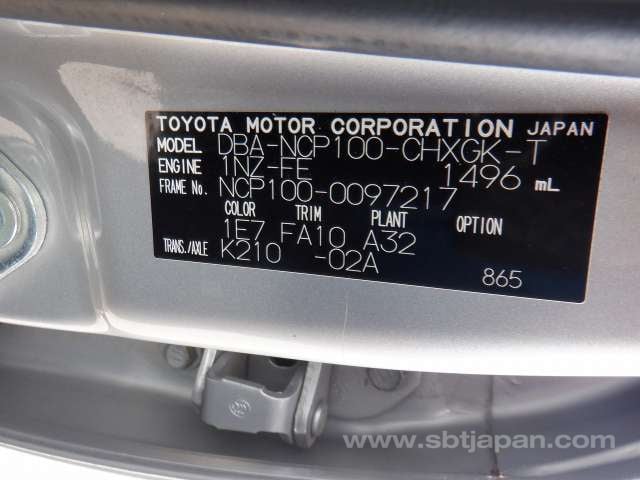 TOYOTA MOTOR CORPORATION JAPAN
MODEL DBA-NCP100-CHXGK-T
ENGINE 1NZ-FE 1496 mL
FRAME No. NCP100-0097217
COLOR TRIM PLANT OPTION
1E7 FA10 A32
TRANS./AXLE K210 -02A
865
www.sbtjapan.com